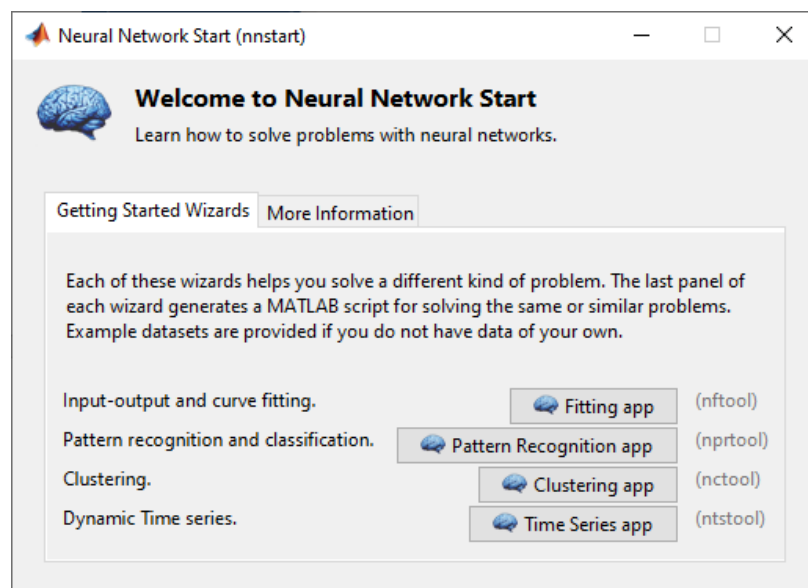 Neural Network Start (nnstart)
Welcome to Neural Network Start
Learn how to solve problems with neural networks.
Getting Started Wizards More Information
Each of these wizards helps you solve a different kind of problem. The last panel of
each wizard generates a MATLAB script for solving the same or similar problems.
Example datasets are provided if you do not have data of your own.
Input-output and curve fitting. Fitting app (nftool)
Pattern recognition and classification. Pattern Recognition app (nprtool)
Clustering. Clustering app (nctool)
Dynamic Time series. Time Series app (ntstool)